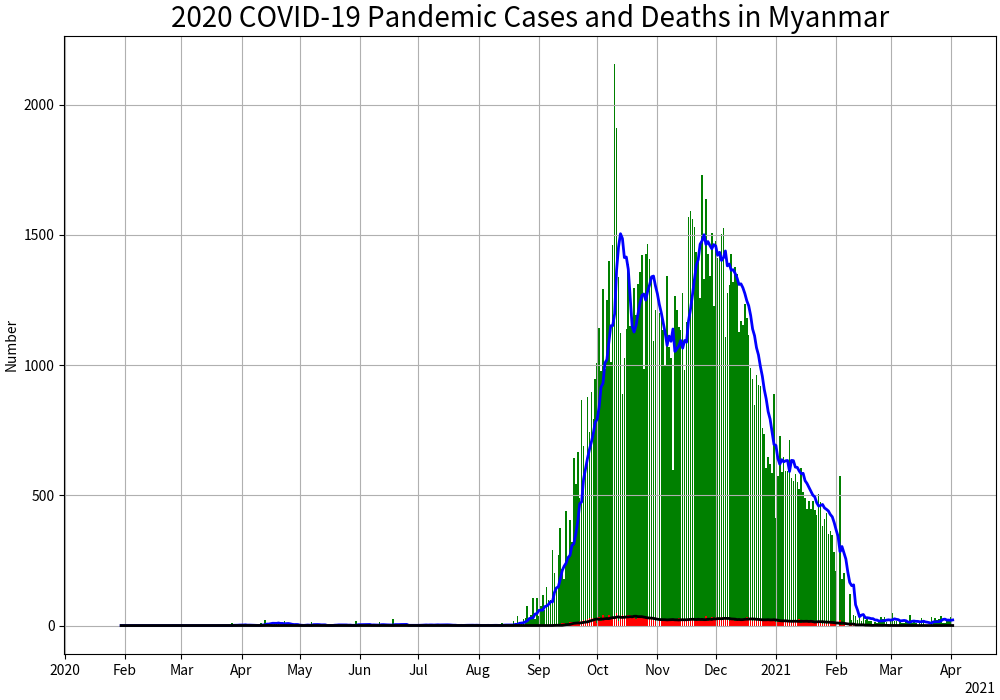 2020 COVID-19 Pandemic Cases and Deaths in Myanmar
Number
2000
1500
1000
500
0
2020 Feb Mar Apr May Jun Jul Aug Sep Oct Nov Dec 2021 Feb Mar Apr
2021